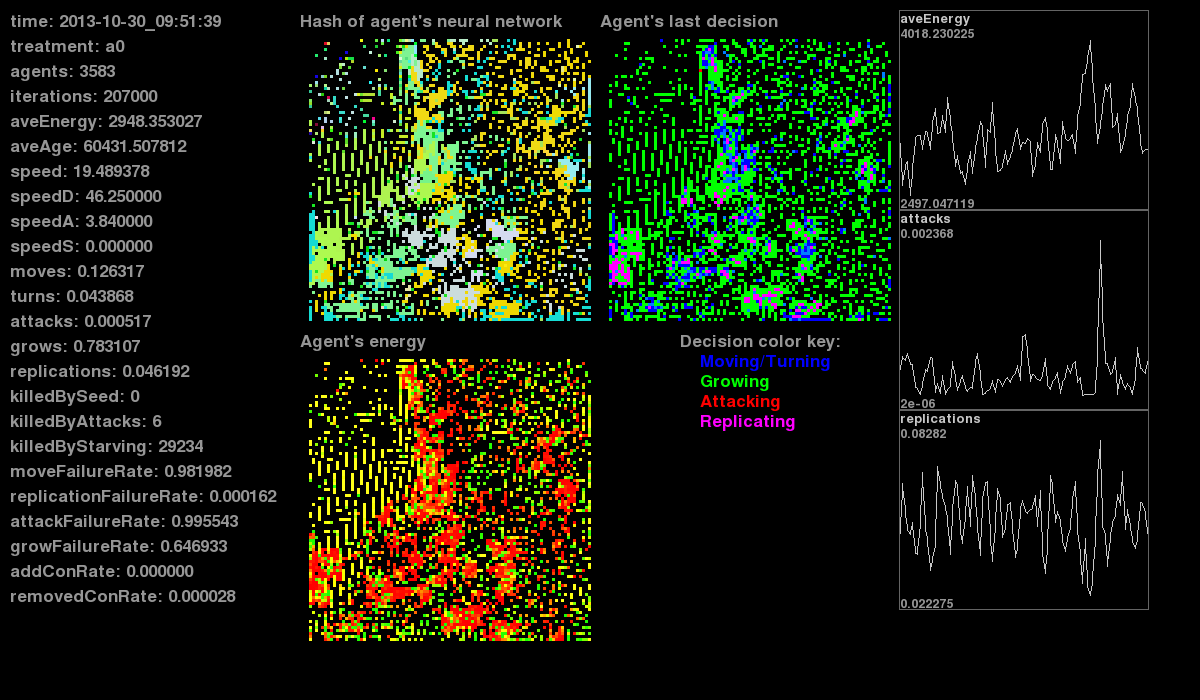 time: 2013-10-30_09:51:39
treatment: a0
agents: 3583
iterations: 207000
aveEnergy: 2948.353027
aveAge: 60431.507812
speed: 19.489378
speedD: 46.250000
speedA: 3.840000
speedS: 0.000000
moves: 0.126317
turns: 0.043868
attacks: 0.000517
grows: 0.783107
replications: 0.046192
killedBySeed: 0
killedByAttacks: 6
killedByStarving: 29234
moveFailureRate: 0.981982
replicationFailureRate: 0.000162
attackFailureRate: 0.995543
growFailureRate: 0.646933
addConRate: 0.000000
removedConRate: 0.000028
Hash of agent's neural network
Agent's last decision
Agent's energy
Decision color key:
Moving/Turning
Growing
Attacking
Replicating
aveEnergy
4018.230225
2497.047119
attacks
0.002368
2e-06
replications
0.08282
0.022275